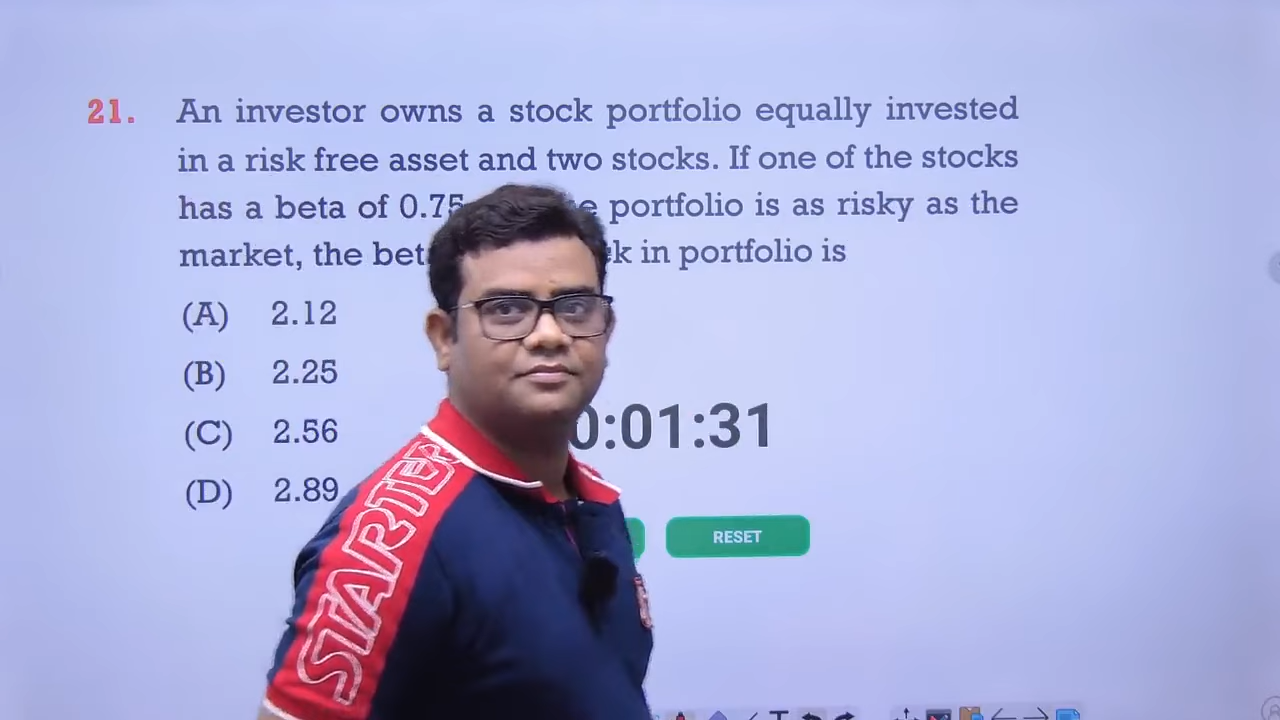 21. An investor owns a stock portfolio equally invested
in a risk free asset and two stocks. If one of the stocks
has a beta of 0.75 portfolio is as risky as the
market, the in portfolio is
(A) 2.12
(B) 2.25
(C) 2.56
(D) 2.89
:01:31
RESET
STARTER